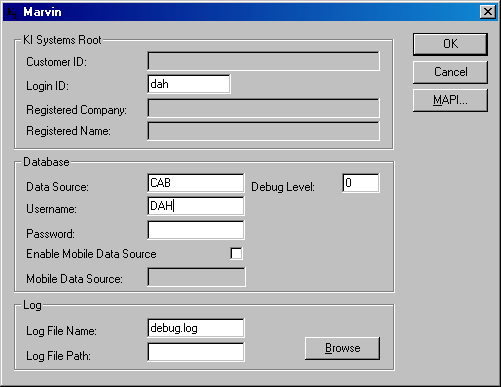 Marvin
KI Systems Root
OK
Customer ID:
Cancel
Login ID: dah
Registered Company:
MAPI...
Registered Name:
Database
Data Source: CAB Debug Level: 0
Username: DAH
Password:
Enable Mobile Data Source
Mobile Data Source:
Log
Log File Name: debug.log
Log File Path:
Browse